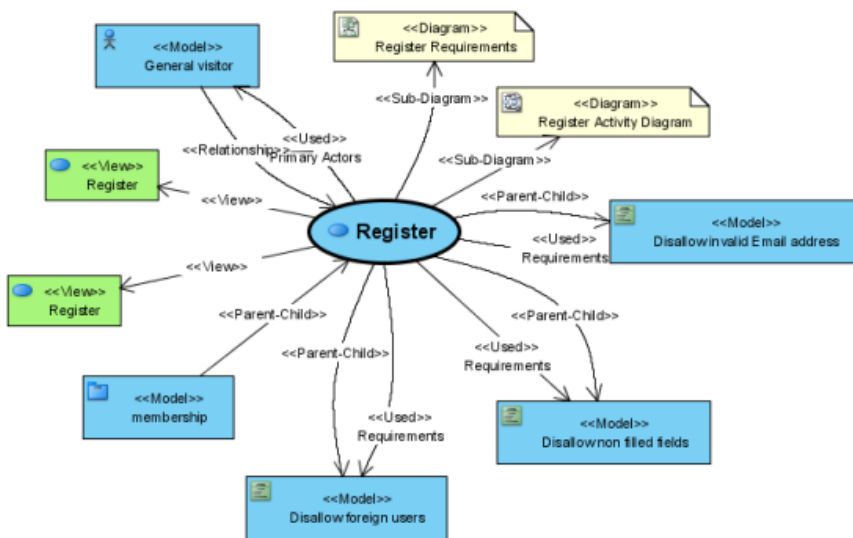 <<Model>>
General visitor
<<Diagram>>
Register Requirements
<<Sub-Diagram>>
<<Diagram>>
Register Activity Diagram
<<Used>>
Primary Actors
<<Relationship>>
<<Sub-Diagram>>
<<View>>
Register
<<View>>
<<Parent-Child>>
<<Model>>
Disallow invalid Email address
Register
<<Used>>
Requirements
<<View>>
<<View>>
Register
<<Parent-Child>>
<<Parent-Child>>
<<Used>>
Requirements
<<Parent-Child>>
<<Model>>
membership
<<Used>>
Requirements
<<Model>>
Disallow non filled fields
<<Model>>
Disallow foreign users